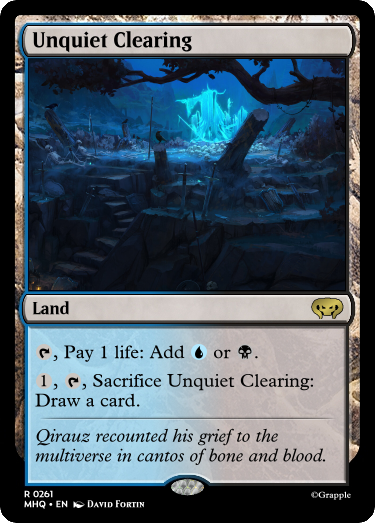 Unquiet Clearing
Land
, Pay 1 life: Add or .
1, , Sacrifice Unquiet Clearing:
Draw a card.
Qirauz recounted his grief to the
multiverse in cantos of bone and blood.
R 0261
MHQ • EN DAVID FORTIN
©Grapple